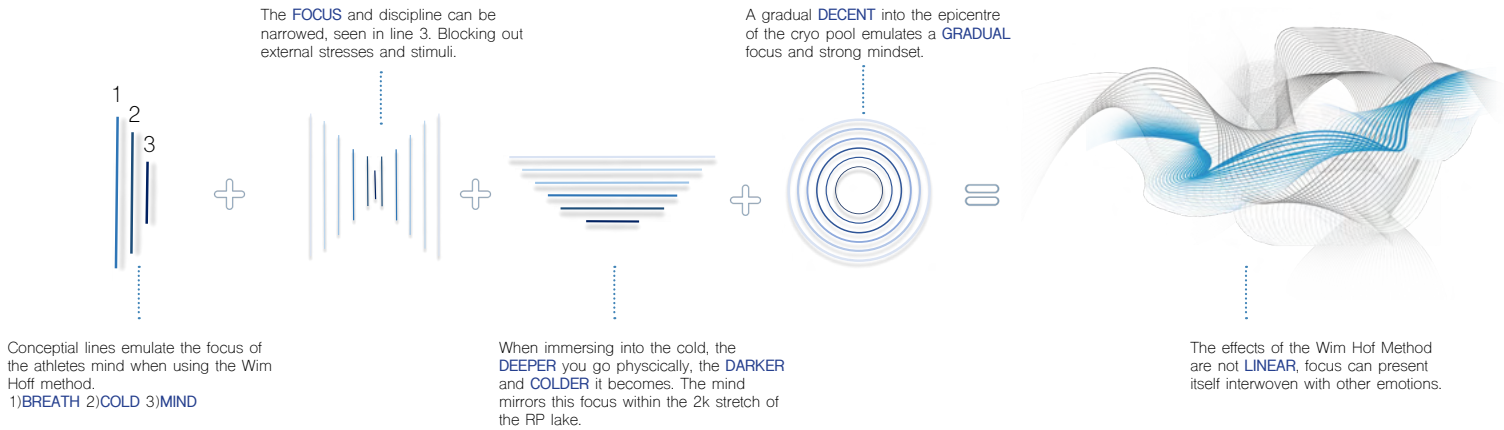 The FOCUS and discipline can be
narrowed, seen in line 3. Blocking out
external stresses and stimuli.
A gradual DECENT into the epicentre
of the cryo pool emulates a GRADUAL
focus and strong mindset.
1
2
3
Conceptial lines emulate the focus of
the athletes mind when using the Wim
Hoff method.
1)BREATH 2)COLD 3)MIND
When immersing into the cold, the
DEEPER you go physcically, the DARKER
and COLDER it becomes. The mind
mirrors this focus within the 2k stretch of
the RP lake.
The effects of the Wim Hof Method
are not LINEAR, focus can present
itself interwoven with other emotions.